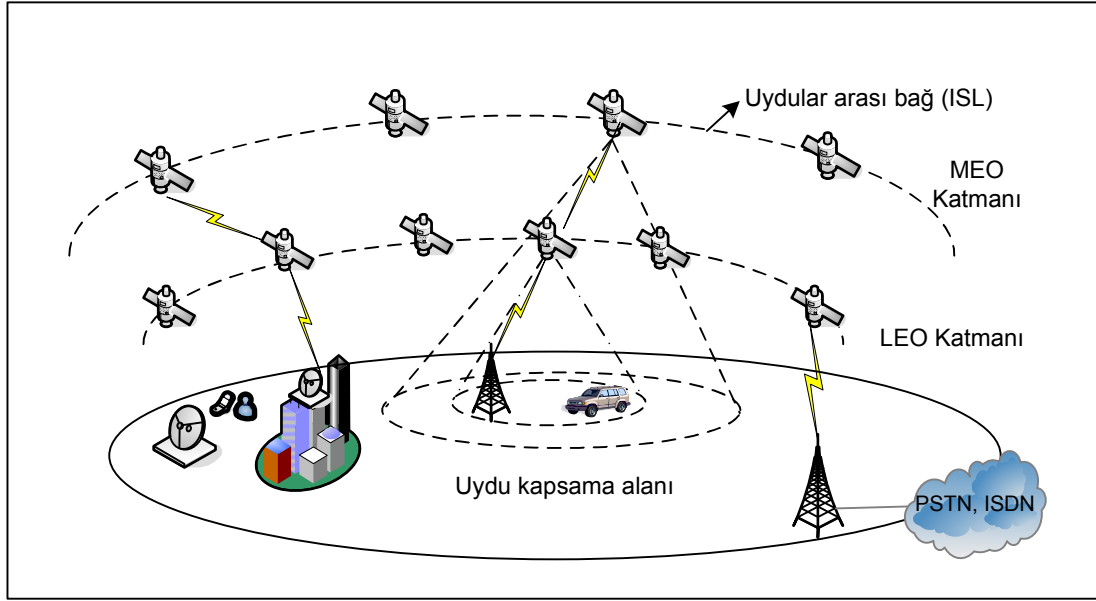 Uydular arası bağ (ISL)
MEO
Katmanı
LEO Katmanı
Uydu kapsama alanı
PSTN, ISDN